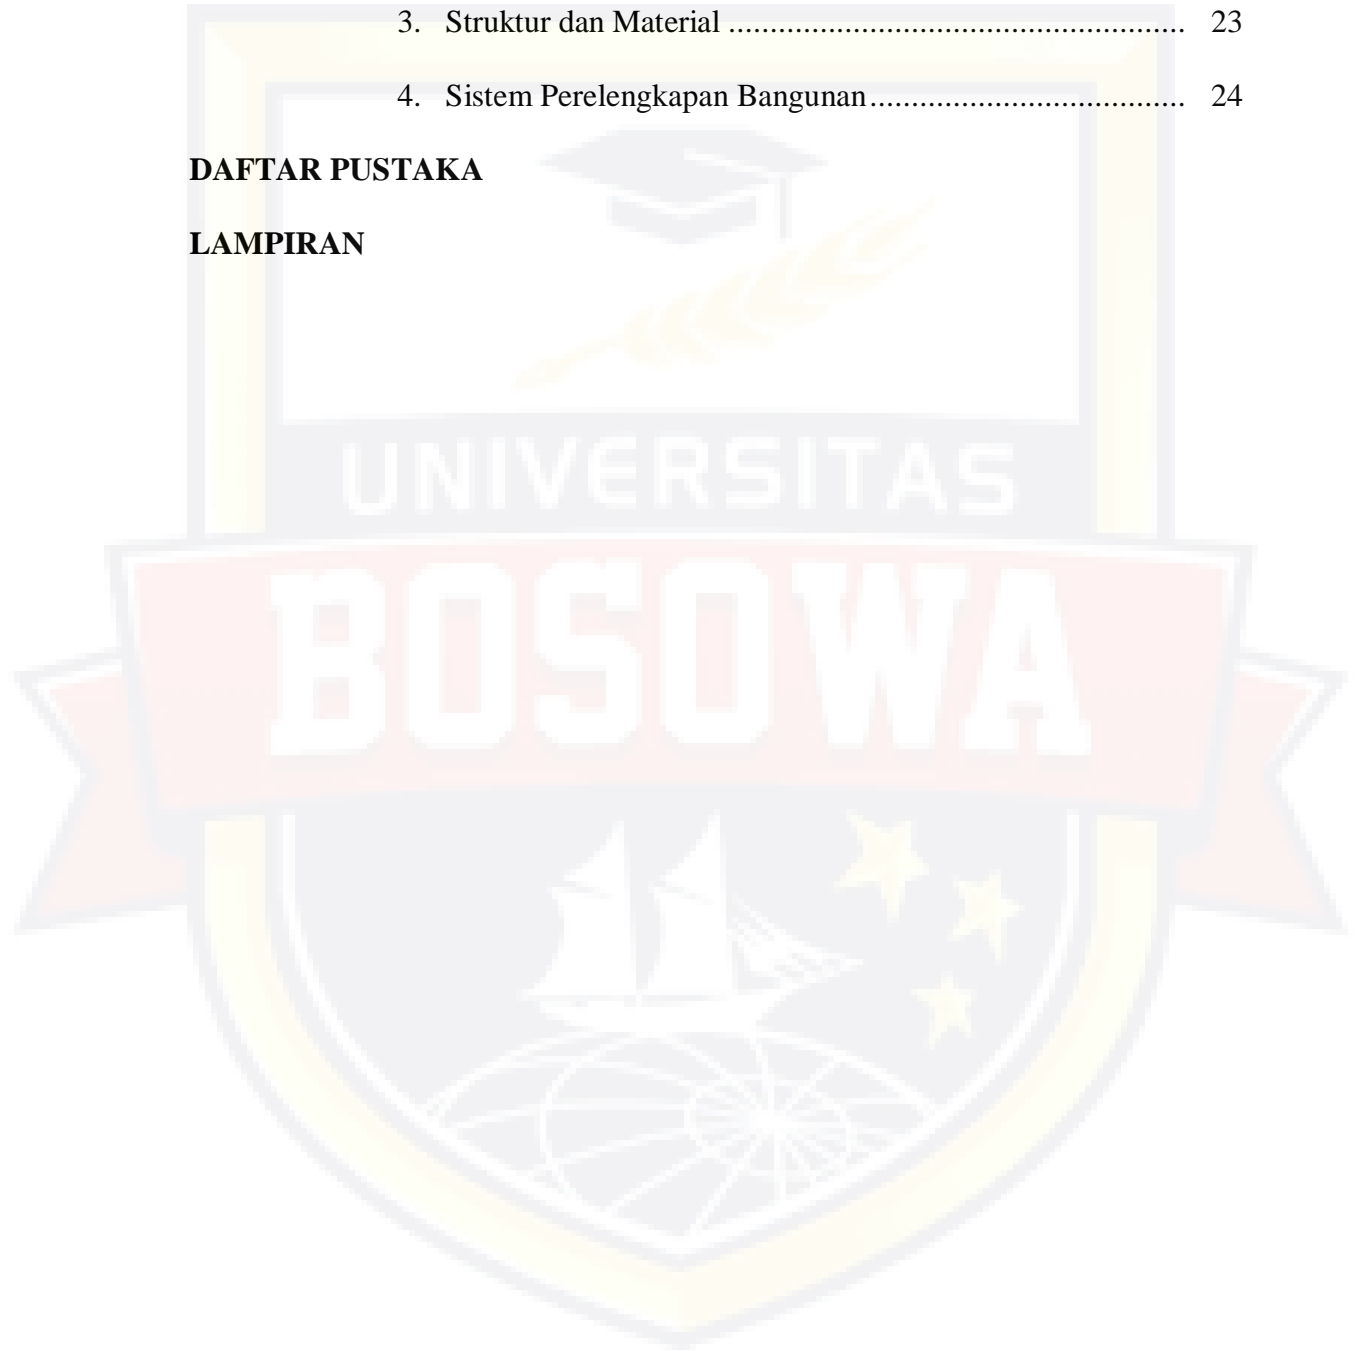 3. Struktur dan Material ....................................................... 23
4. Sistem Perelengkapan Bangunan...................................... 24
DAFTAR PUSTAKA
LAMPIRAN
UNIVERSITAS
BOSOWA